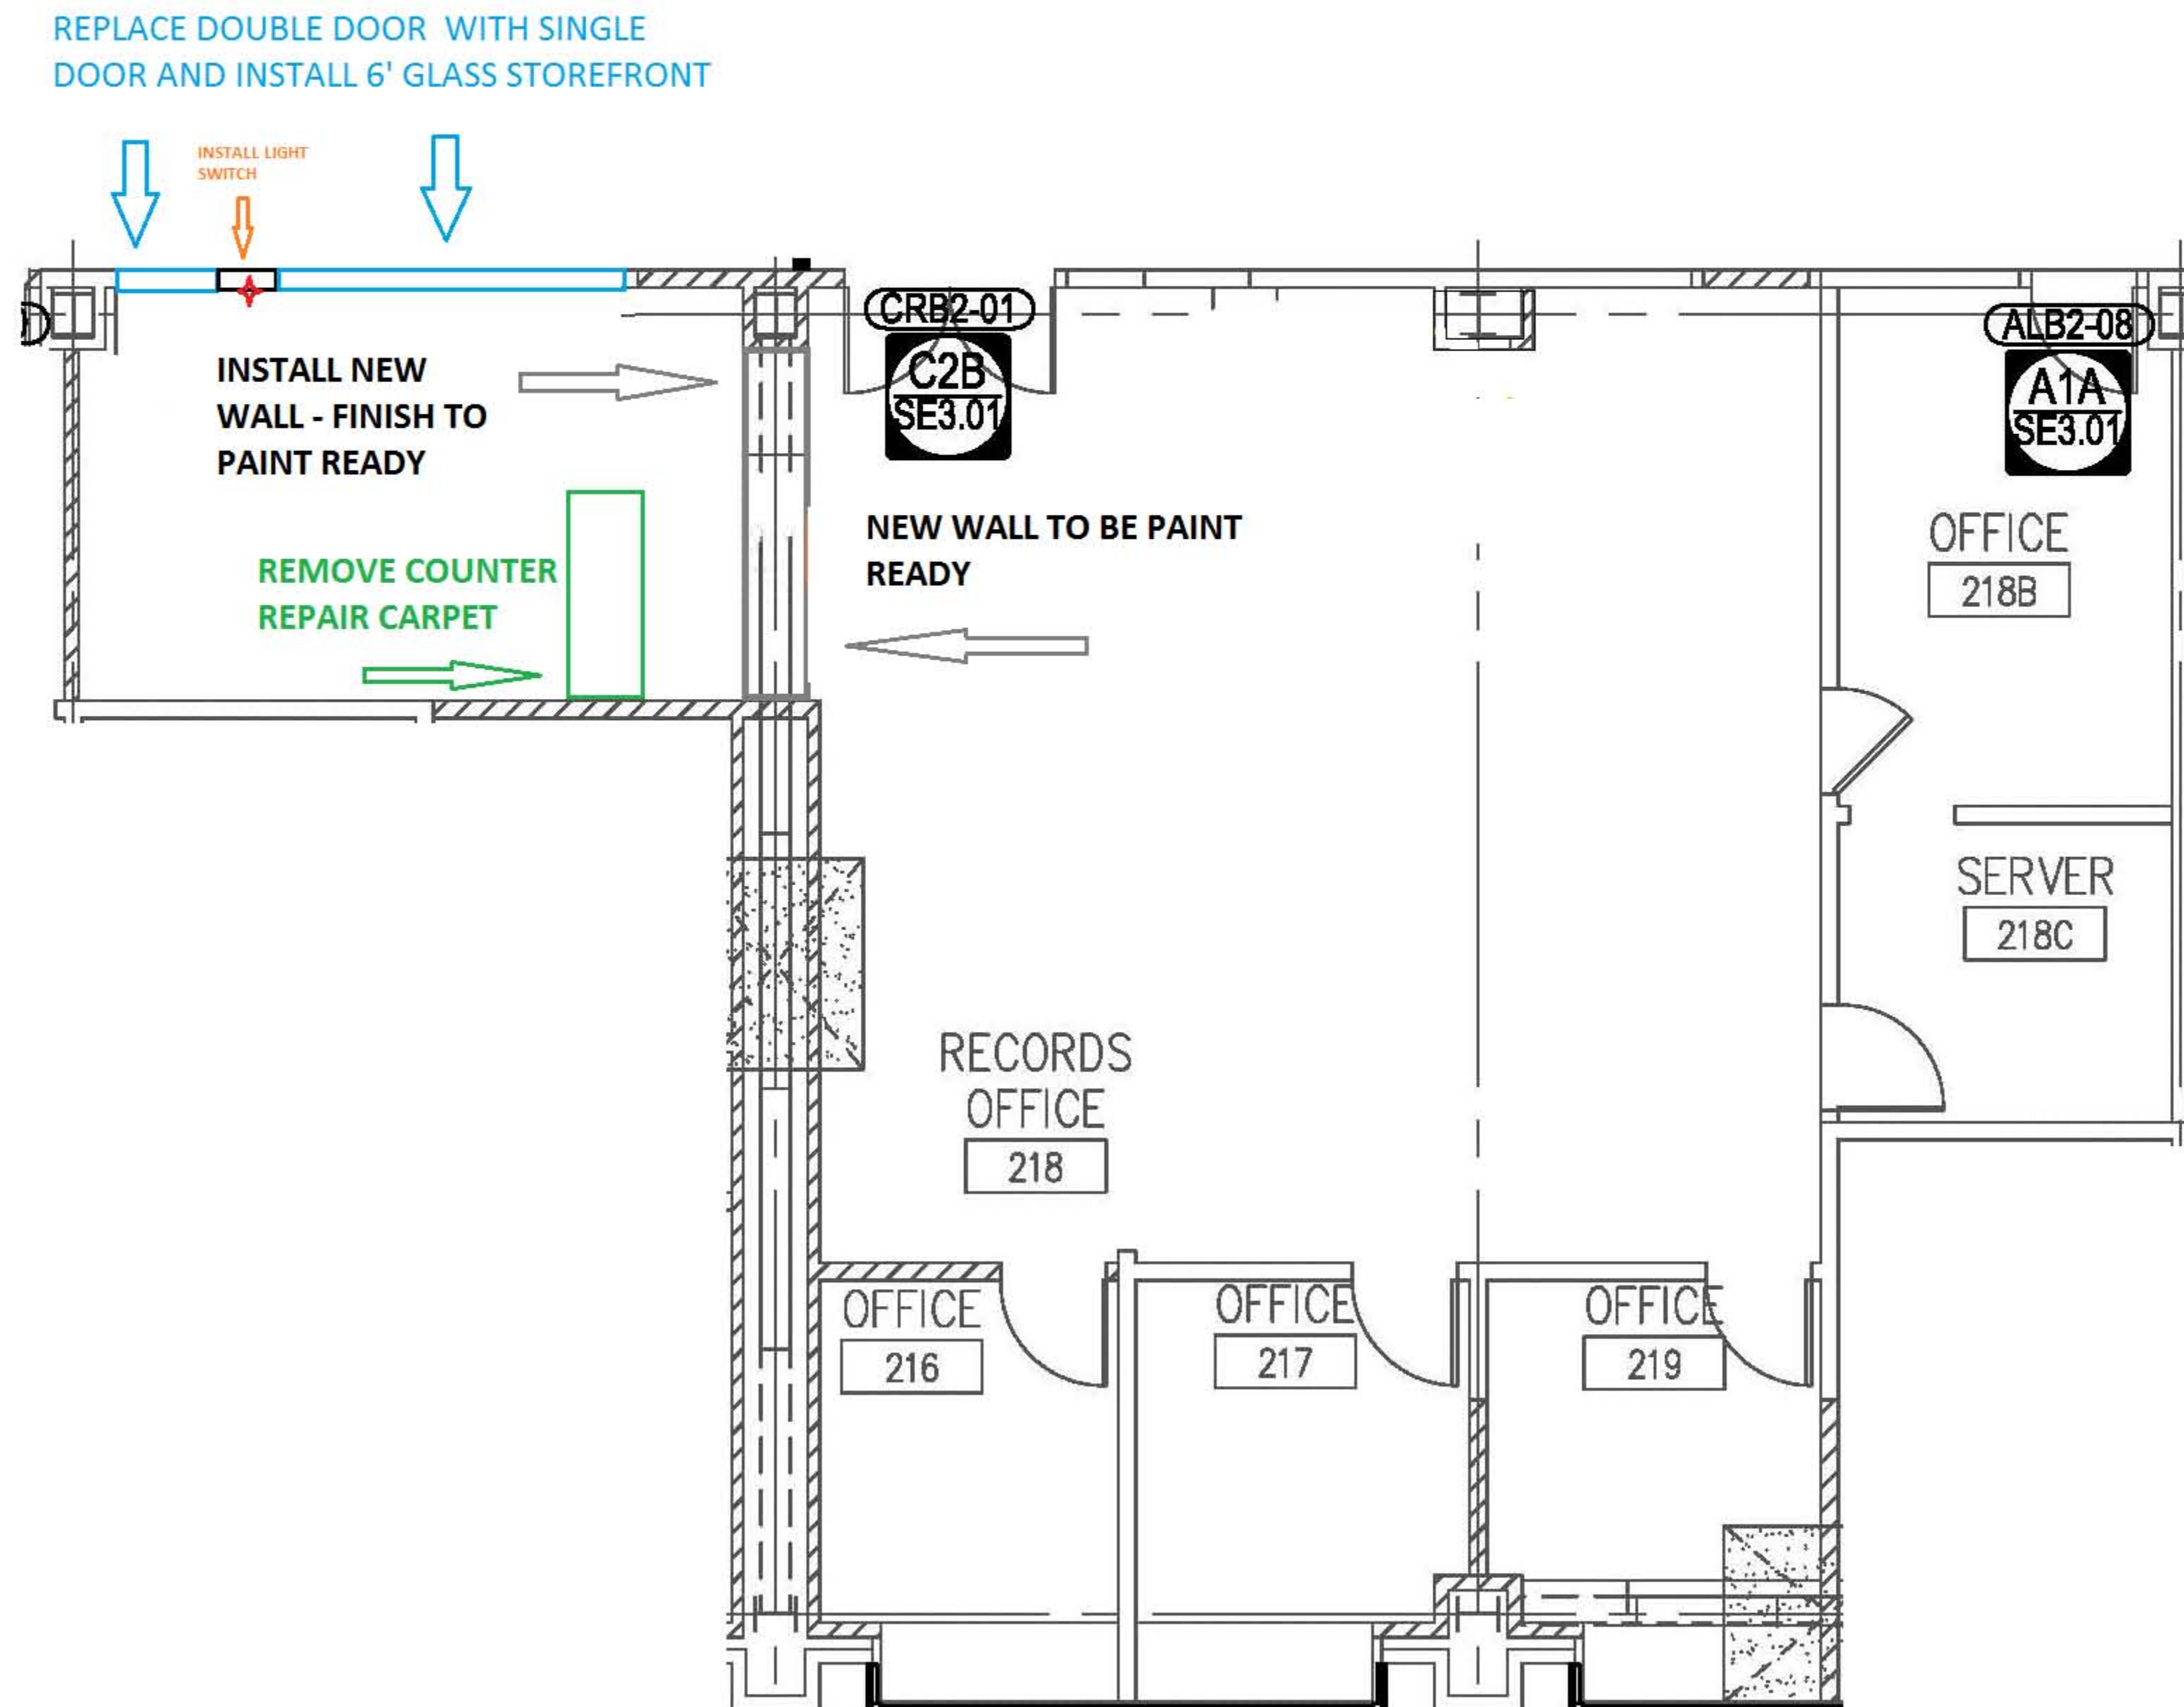 REPLACE DOUBLE DOOR WITH SINGLE
DOOR AND INSTALL 6' GLASS STOREFRONT
INSTALL LIGHT
SWITCH
CRB2-01
C2B
SE3.01
ALB2-08
A1A
SE3.01
INSTALL NEW
WALL - FINISH TO
PAINT READY
NEW WALL TO BE PAINT
READY
REMOVE COUNTER
REPAIR CARPET
OFFICE
218B
SERVER
218C
RECORDS
OFFICE
218
OFFICE
216
OFFICE
217
OFFICE
219